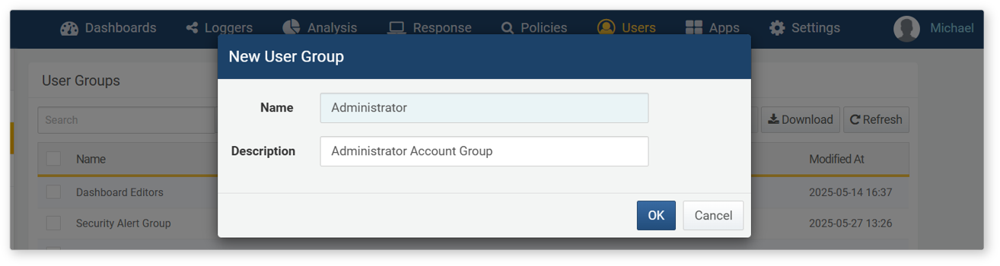 Dashboards Loggers Analysis Response Policies Users Apps Settings Michael
New User Group
User Groups
Name Administrator
Search Download Refresh
Description Administrator Account Group
Name Modified At
Dashboard Editors 2025-05-14 16:37
OK Cancel
Security Alert Group 2025-05-27 13:26